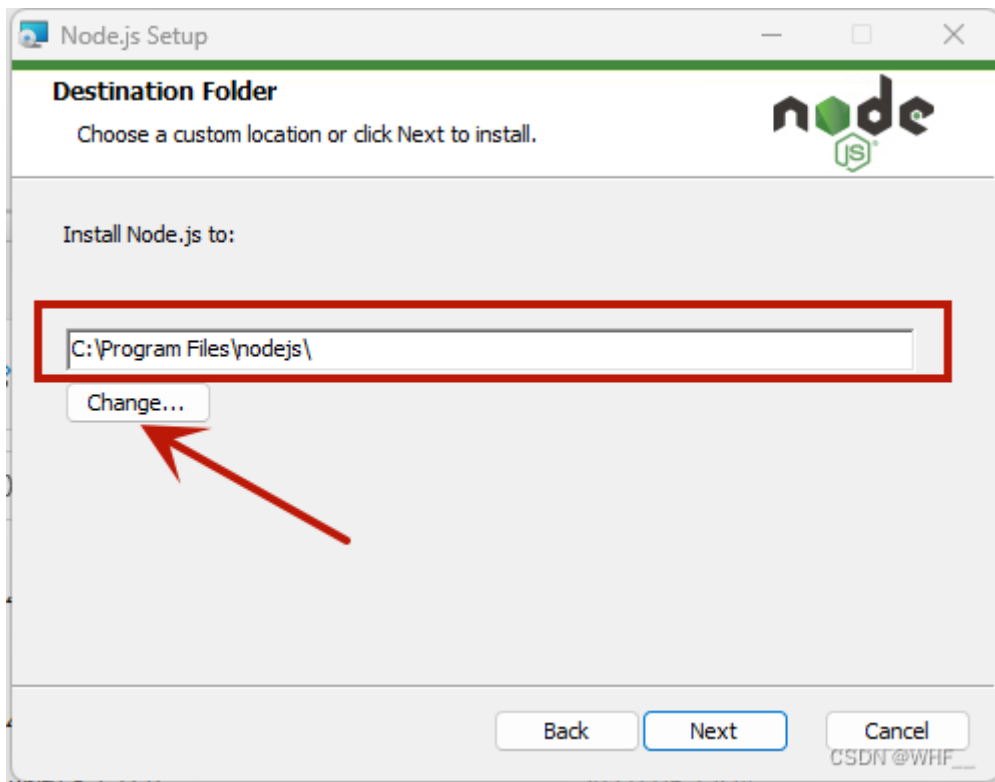 Node.js Setup
Destination Folder
Choose a custom location or click Next to install.
node
JS
Install Node.js to:
C:\Program Files\nodejs\
Change...
Back
Next
Cancel
CSDN @WHF__